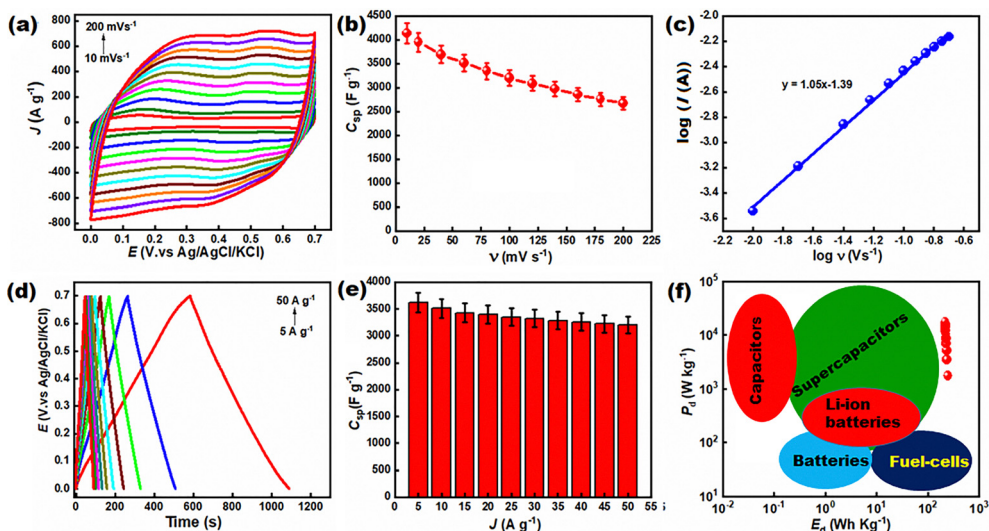 (a)
200 mVs-1
10 mVs-1
J (A g-1)
800
600
400
200
0
-200
-400
-600
-800
0.0 0.1 0.2 0.3 0.4 0.5 0.6 0.7
E (V.vs Ag/AgCl/KCl)
(b)
Csp (F g-1)
4500
4000
3500
3000
2500
2000
1500
1000
500
0
0 25 50 75 100 125 150 175 200 225
ν (mV s-1)
(c)
log (I (A))
-2.0
-2.4
-2.8
-3.2
-3.6
y = 1.05x-1.39
-2.2 -2.0 -1.8 -1.6 -1.4 -1.2 -1.0 -0.8 -0.6
log ν (Vs-1)
(d)
E (V.vs Ag/AgCl/KCl)
0.7
0.6
0.5
0.4
0.3
0.2
0.1
0.0
50 A g-1
5 A g-1
0 200 400 600 800 1000 1200
Time (s)
(e)
Csp(F g-1)
4000
3500
3000
2500
2000
1500
1000
500
0
5 10 15 20 25 30 35 40 45 50 5
J (A g-1)
(f)
Pd (W kg-1)
10^5
10^4
10^3
10^2
10^1
Capacitors
Supercapacitors
Li-ion
batteries
Batteries
Fuel-cells
10-2 10-1 10^0 10^1 10^2 10^3
Ed (Wh Kg-1)